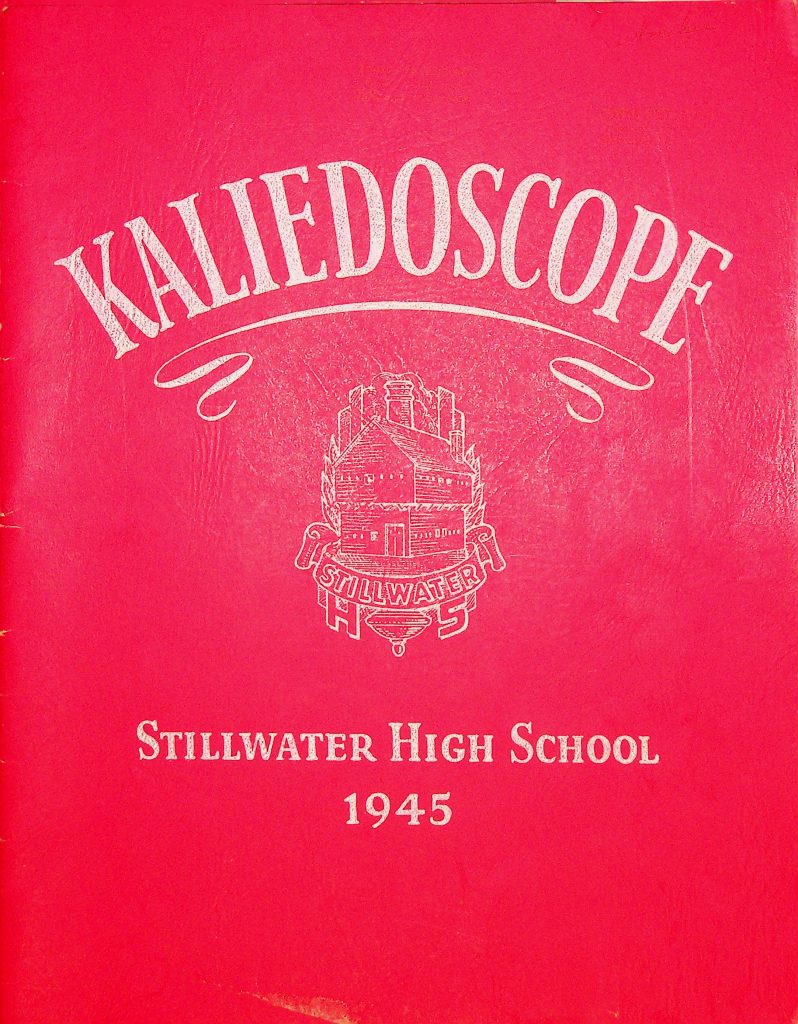 KALIEDOSCOPE
STILLWATER
H S
STILLWATER HIGH SCHOOL
1945